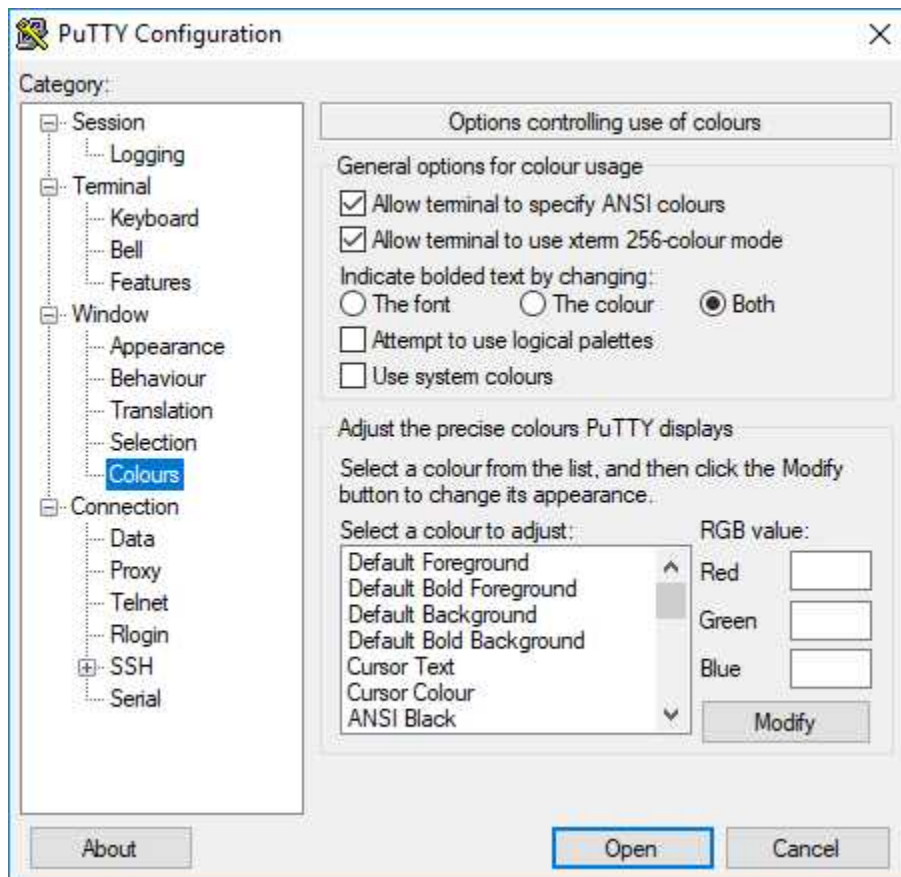 PuTTY Configuration
Category:
Session
Logging
Terminal
Keyboard
Bell
Features
Window
Appearance
Behaviour
Translation
Selection
Colours
Connection
Data
Proxy
Telnet
Rlogin
SSH
Serial
Options controlling use of colours
General options for colour usage
Allow terminal to specify ANSI colours
Allow terminal to use xterm 256-colour mode
Indicate bolded text by changing:
The font The colour Both
Attempt to use logical palettes
Use system colours
Adjust the precise colours PuTTY displays
Select a colour from the list, and then click the Modify
button to change its appearance.
Select a colour to adjust:
Default Foreground
Default Bold Foreground
Default Background
Default Bold Background
Cursor Text
Cursor Colour
ANSI Black
RGB value:
Red
Green
Blue
Modify
About Open Cancel